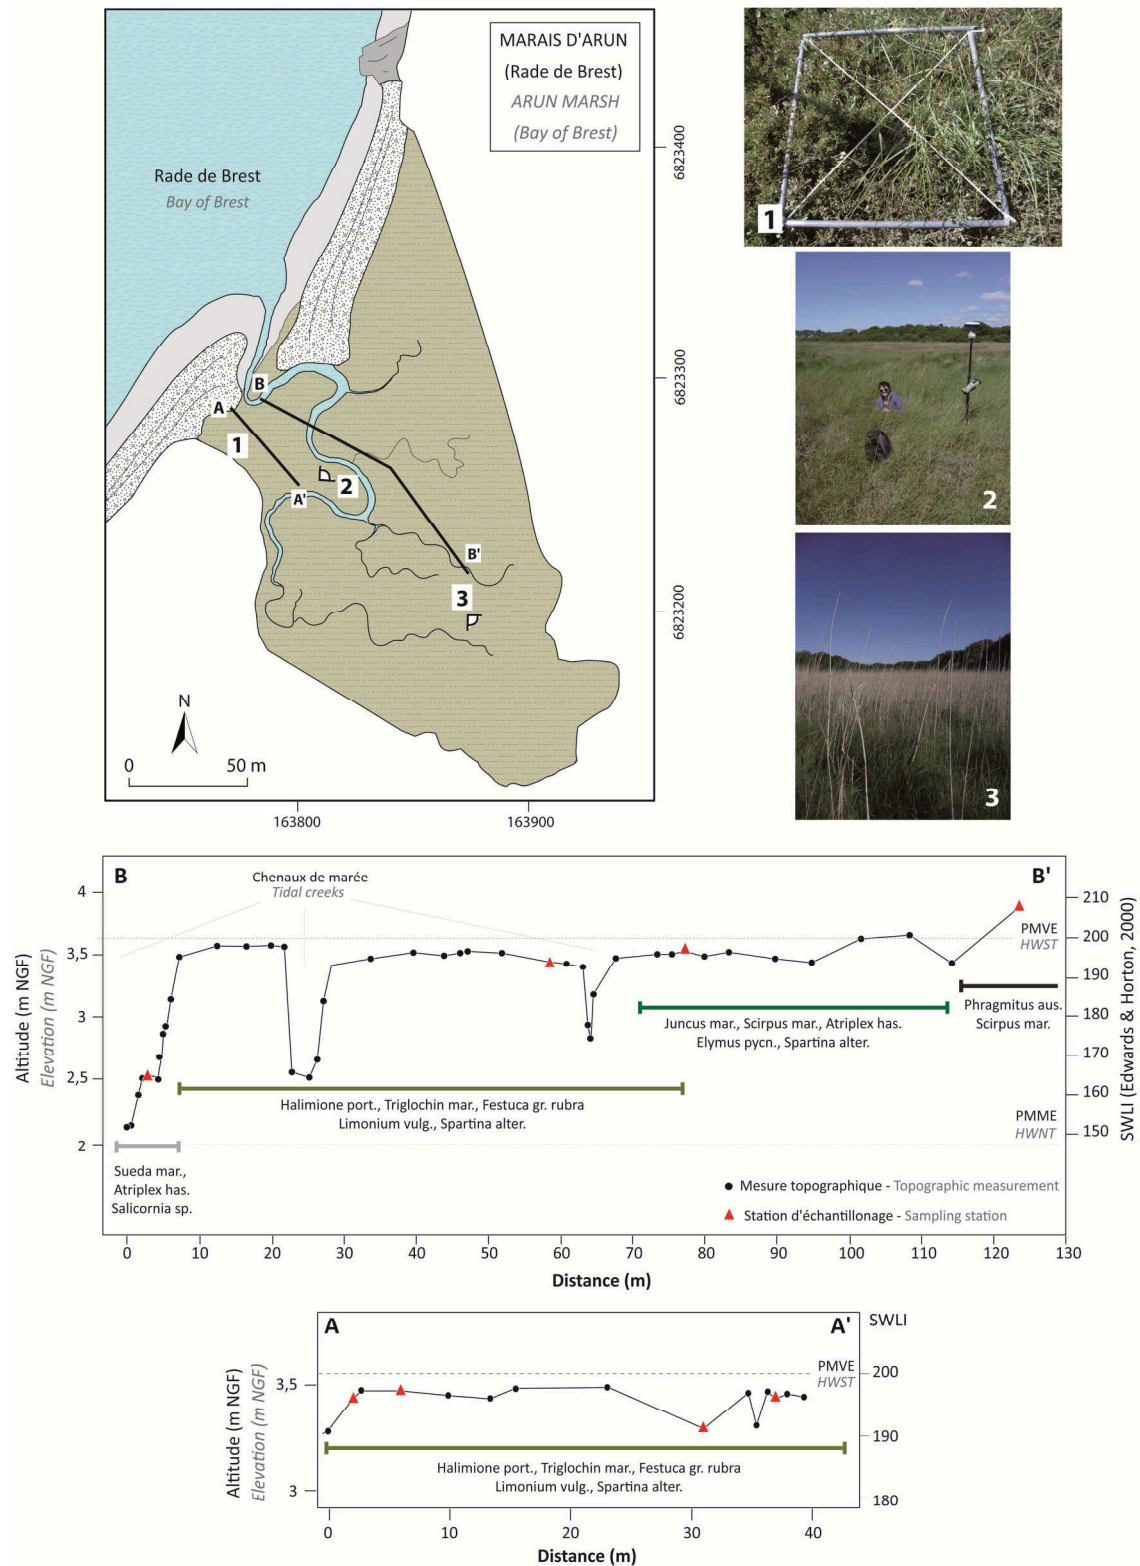 MARAIS D'ARUN
(Rade de Brest)
ARUN MARSH
(Bay of Brest)
Rade de Brest
Bay of Brest
6823400
6823300
6823200
B
A
1
A'
2
B'
3
N
0 50 m
163800 163900
1
2
3
B
B'
Chenaux de marée
Tidal creeks
4
3,5
3
2,5
2
Altitude (m NGF)
Elevation (m NGF)
210
200
190
180
170
160
150
SWLI (Edwards & Horton, 2000)
PMVE
HWST
PMME
HWNT
Phragmitus aus.
Scirpus mar.
Juncus mar., Scirpus mar., Atriplex has.
Elymus pycn., Spartina alter.
Halimione port., Triglochin mar., Festuca gr. rubra
Limonium vulg., Spartina alter.
Sueda mar.,
Atriplex has.
Salicornia sp.
Mesure topographique - Topographic measurement
Station d'échantillonage - Sampling station
0 10 20 30 40 50 60 70 80 90 100 110 120 130
Distance (m)
A
A'
SWLI
3,5
3
Altitude (m NGF)
Elevation (m NGF)
PMVE
HWST
200
190
180
Halimione port., Triglochin mar., Festuca gr. rubra
Limonium vulg., Spartina alter.
0 10 20 30 40
Distance (m)